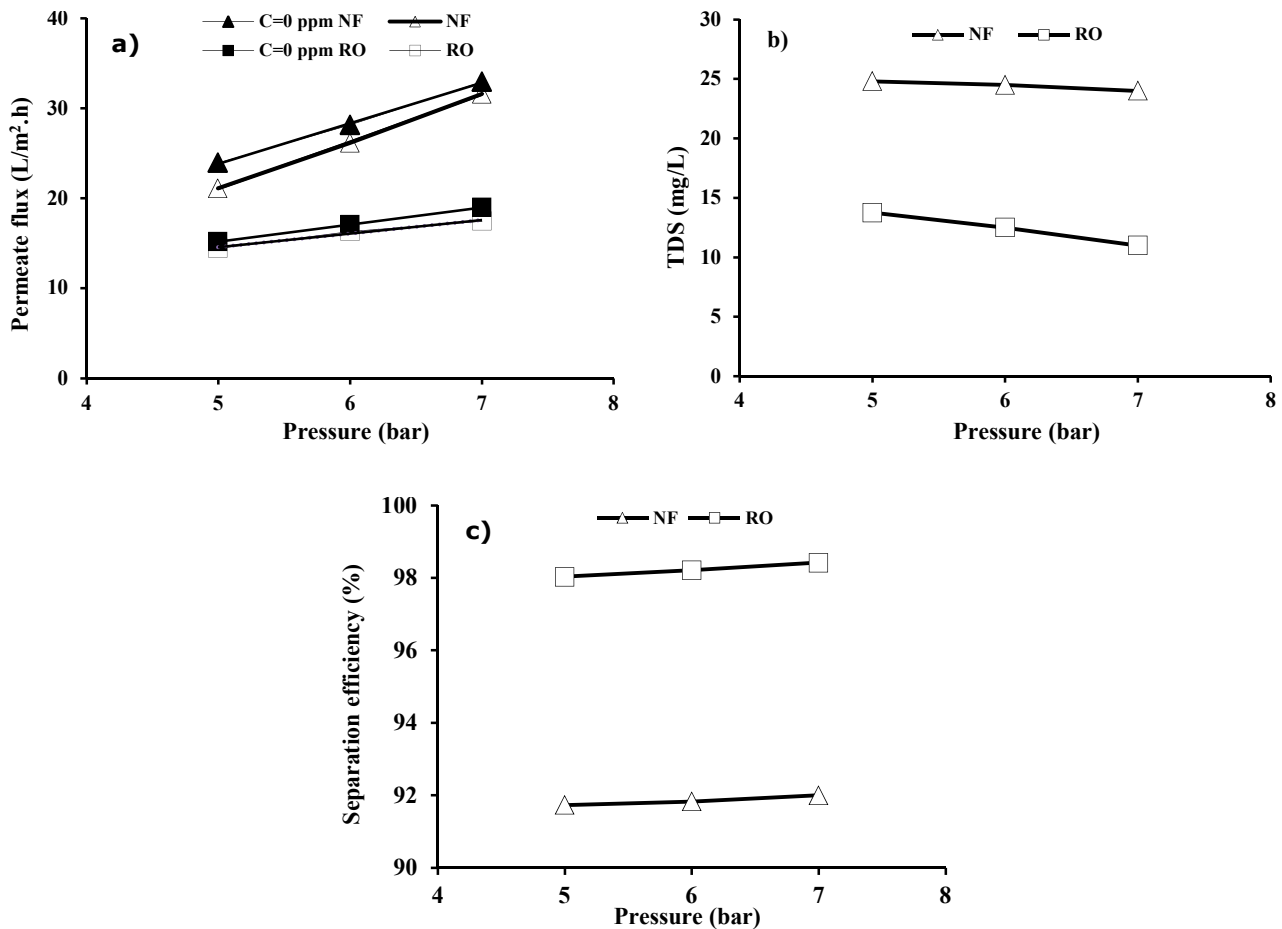 a)
C=0 ppm NF
NF
C=0 ppm RO
RO
Permeate flux (L/m².h)
40
30
20
10
0
4
5
6
7
8
Pressure (bar)
b)
NF
RO
TDS (mg/L)
30
25
20
15
10
5
0
4
5
6
7
8
Pressure (bar)
c)
NF
RO
Separation efficiency (%)
100
98
96
94
92
90
4
5
6
7
8
Pressure (bar)